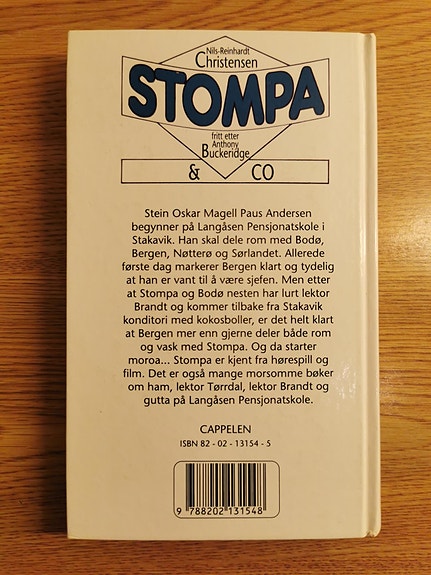 Nils-Reinhardt
Christensen
STOMPA
fritt etter
Anthony
Buckeridge
& CO
Stein Oskar Magell Paus Andersen
begynner på Langåsen Pensjonatskole i
Stakavik. Han skal dele rom med Bodø,
Bergen, Nøtterø og Sørlandet. Allerede
første dag markerer Bergen klart og tydelig
at han er vant til å være sjefen. Men etter
at Stompa og Bodø nesten har lurt lektor
Brandt og kommer tilbake fra Stakavik
konditori med kokosboller, er det helt klart
at Bergen mer enn gjerne deler både rom
og vask med Stompa. Og da starter
moroa... Stompa er kjent fra hørespill og
film. Det er også mange morsomme bøker
om ham, lektor Tørrdal, lektor Brandt og
gutta på Langåsen Pensjonatskole.
CAPPELEN
ISBN 82 - 02 - 13154 - 5
9 788202 131548